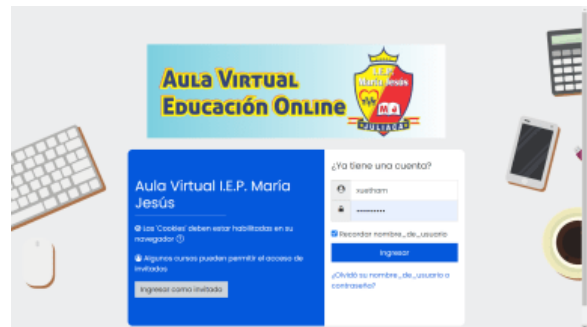 Aula Virtual
Educación Online
I.E.P.
María Jesús
JULIACA
Aula Virtual I.E.P. María
Jesús
Las 'Cookies' deben estar habilitadas en su
navegador
Algunos cursos pueden permitir el acceso de
invitados
Ingresar como invitado
¿Ya tiene una cuenta?
xuetham
•••••••••
Recordar nombre_de_usuario
Ingresar
¿Olvidó su nombre_de_usuario o
contraseña?